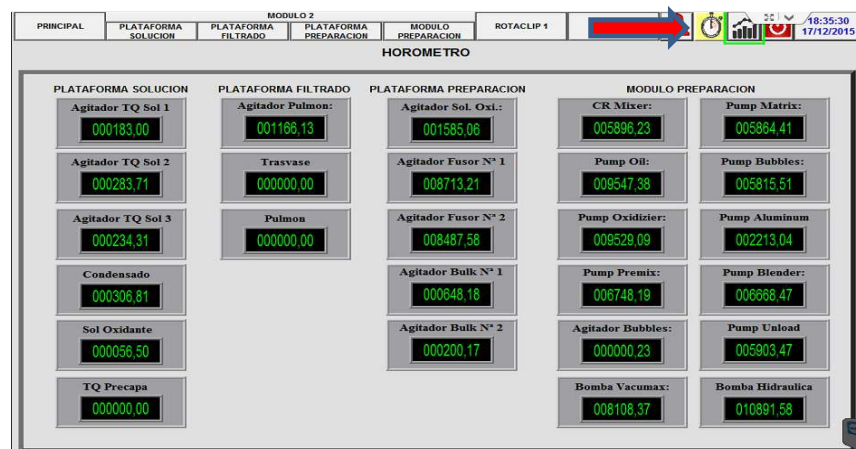 PRINCIPAL
MODULO 2
PLATAFORMA SOLUCION
PLATAFORMA FILTRADO
PLATAFORMA PREPARACION
MODULO PREPARACION
ROTACLIP 1
18:35:30
17/12/2015
HOROMETRO
PLATAFORMA SOLUCION
Agitador TQ Sol 1
000183,00
Agitador TQ Sol 2
000283,71
Agitador TQ Sol 3
000234,31
Condensado
000306,81
Sol Oxidante
000056,50
TQ Precapa
000000,00
PLATAFORMA FILTRADO
Agitador Pulmon:
001166,13
Trasvase
000000,00
Pulmon
000000,00
PLATAFORMA PREPARACION
Agitador Sol. Oxi.:
001585,06
Agitador Fusor Nª 1
008713,21
Agitador Fusor Nª 2
008487,58
Agitador Bulk Nª 1
000648,18
Agitador Bulk Nª 2
000200,17
MODULO PREPARACION
CR Mixer:
005896,23
Pump Oil:
009547,38
Pump Oxidizier:
009529,09
Pump Premix:
006748,19
Agitador Bubbles:
000000,23
Bomba Vacumax:
008108,37
Pump Matrix:
005864,41
Pump Bubbles:
005815,51
Pump Aluminum
002213,04
Pump Blender:
006668,47
Pump Unload
005903,47
Bomba Hidraulica
010891,58